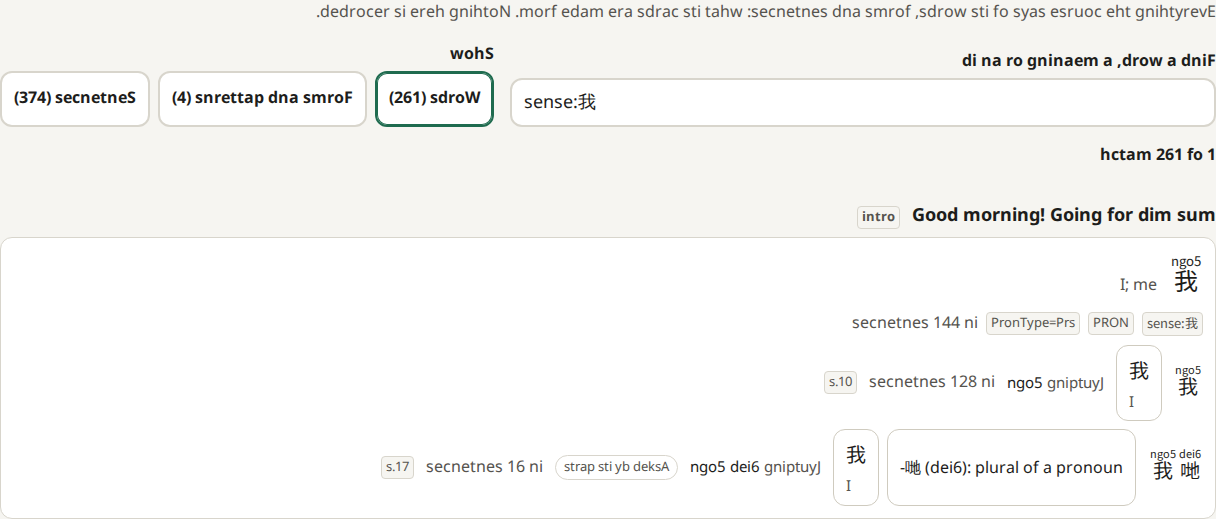 .dedrocer si ereh gnihtoN .morf edam era sdrac sti tahw :secnetnes dna smrof ,sdrow sti fo syas esruoc eht gnihtyrevE
di na ro gninaem a ,drow a dniF
sense:我
wohS
(374) secnetneS (4) snrettap dna smroF (261) sdroW
hctam 261 fo 1
intro Good morning! Going for dim sum
ngo5
I; me 我
secnetnes 144 ni PronType=Prs PRON sense:我
ngo5
s.10 secnetnes 128 ni ngo5 gniptuyJ 我 我
I
ngo5 dei6
s.17 secnetnes 16 ni strap sti yb deksA ngo5 dei6 gniptuyJ 我 -哋 (dei6): plural of a pronoun 我 哋
I